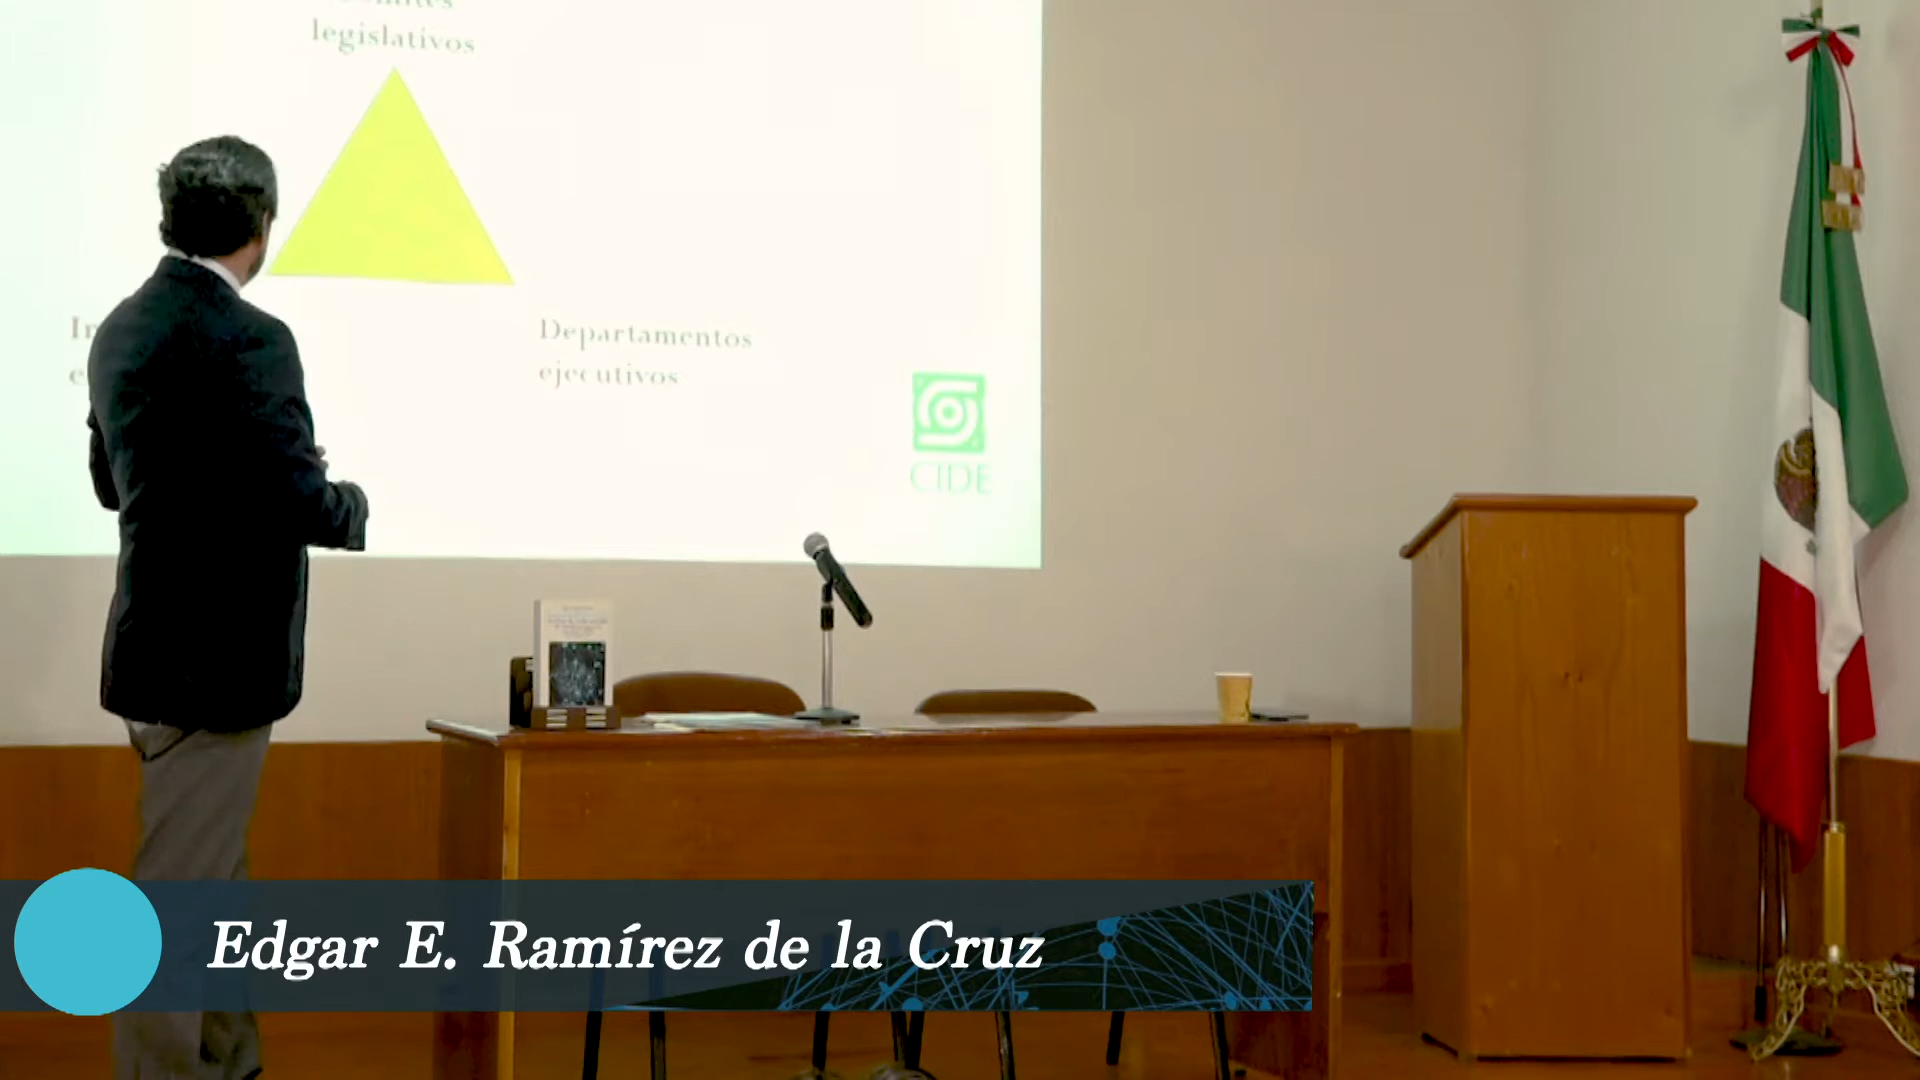 legislativos
Departamentos
ejecutivos
CIDE
Edgar E. Ramírez de la Cruz